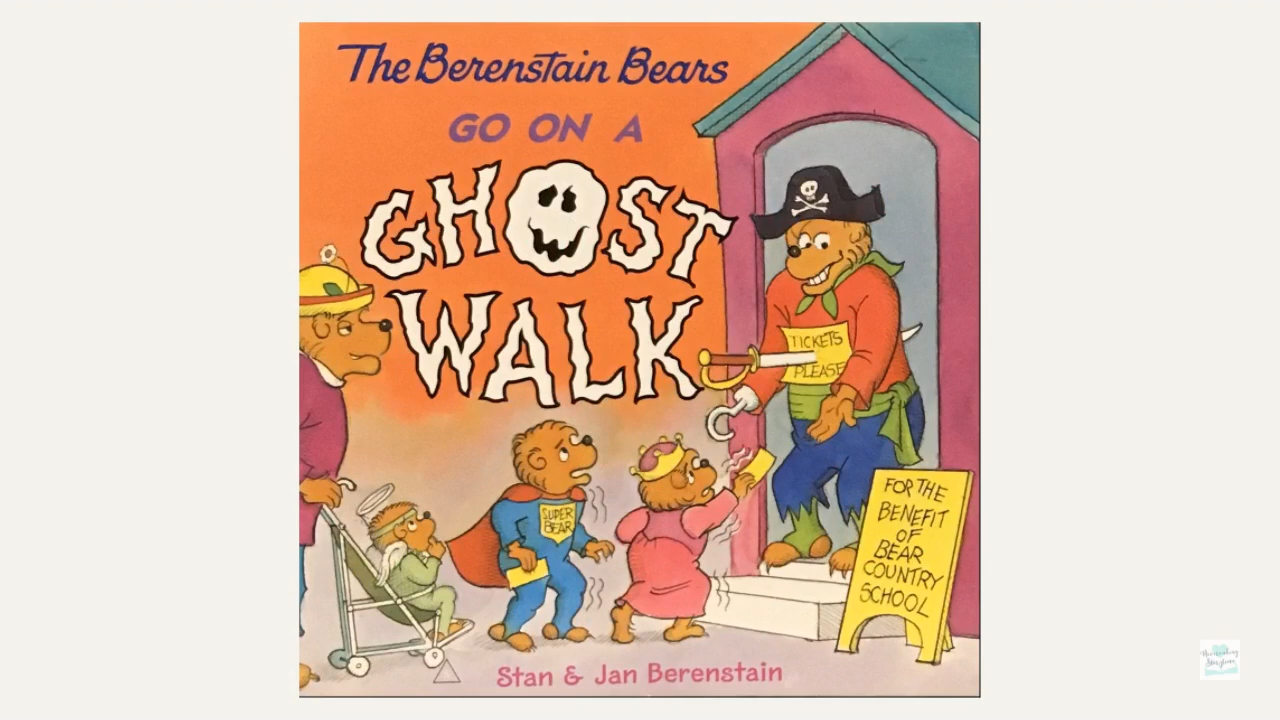 The Berenstain Bears
GO ON A
GHOST
WALK
TICKETS
PLEASE
SUPER
BEAR
FOR THE
BENEFIT
OF
BEAR
COUNTRY
SCHOOL
Stan & Jan Berenstain